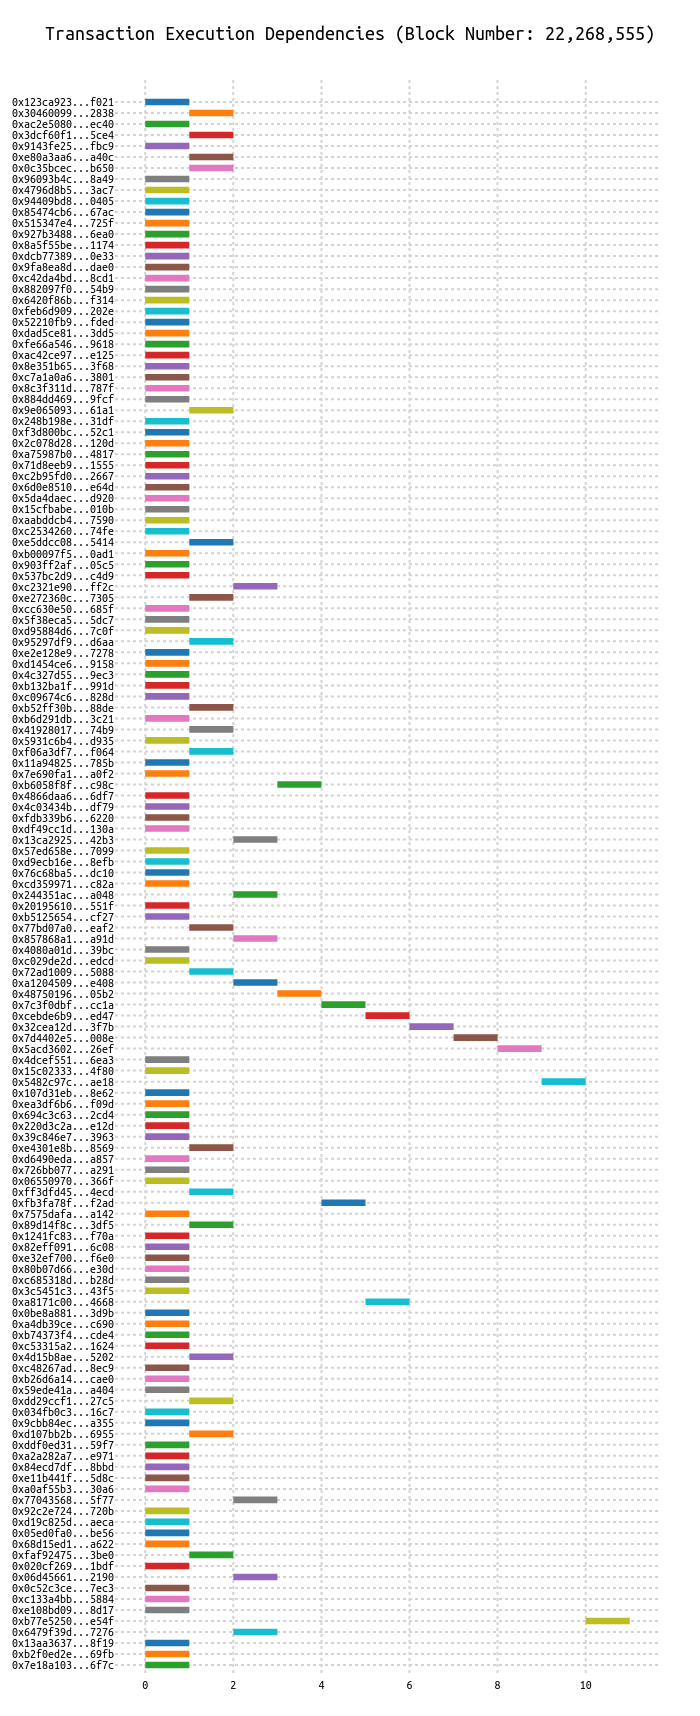 Transaction Execution Dependencies (Block Number: 22,268,555)
0x123ca923...f021
0x30460099...2838
0xac2e5080...ec40
0x3dcf60f1...5ce4
0x9143fe25...fbc9
0xe80a3aa6...a40c
0x0c35bcec...b650
0x96093b4c...8a49
0x4796d8b5...3ac7
0x94409bd8...0405
0x85474cb6...67ac
0x515347e4...725f
0x927b3488...6ea0
0x8a5f55be...1174
0xdcb77389...0e33
0x9fa8ea8d...dae0
0xc42da4bd...8cd1
0x882097f0...54b9
0x6420f86b...f314
0xfeb6d909...202e
0x52210fb9...fded
0xdad5ce81...3dd5
0xfe66a546...9618
0xac42ce97...e125
0x8e351b65...3f68
0xc7a1a0a6...3801
0x8c3f311d...787f
0x884dd469...9fcf
0x9e065093...61a1
0x248b198e...31df
0xf3d800bc...52c1
0x2c078d28...120d
0xa75987b0...4817
0x71d8eeb9...1555
0xc2b95fd0...2667
0x6d0e8510...e64d
0x5da4daec...d920
0x15cfbabe...010b
0xaabddcb4...7590
0xc2534260...74fe
0xe5ddcc08...5414
0xb00097f5...0ad1
0x903ff2af...05c5
0x537bc2d9...c4d9
0xc2321e90...ff2c
0xe272360c...7305
0xcc630e50...685f
0x5f38eca5...5dc7
0xd95884d6...7c0f
0x95297df9...d6aa
0xe2e128e9...7278
0xd1454ce6...9158
0x4c327d55...9ec3
0xb132ba1f...991d
0xc09674c6...828d
0xb52ff30b...88de
0xb6d291db...3c21
0x41928017...74b9
0x5931c6b4...d935
0xf06a3df7...f064
0x11a94825...785b
0x7e690fa1...a0f2
0xb6058f8f...c98c
0x4866daa6...6df7
0x4c03434b...df79
0xfdb339b6...6220
0xdf49cc1d...130a
0x13ca2925...42b3
0x57ed658e...7099
0xd9ecb16e...8efb
0x76c68ba5...dc10
0xcd359971...c82a
0x244351ac...a048
0x20195610...551f
0xb5125654...cf27
0x77bd07a0...eaf2
0x857868a1...a91d
0x4080a01d...39bc
0xc029de2d...edcd
0x72ad1009...5088
0xa1204509...e408
0x48750196...05b2
0x7c3f0dbf...cc1a
0xcebde6b9...ed47
0x32cea12d...3f7b
0x7d4402e5...008e
0x5acd3602...26ef
0x4dcef551...6ea3
0x15c02333...4f80
0x5482c97c...ae18
0x107d31eb...8e62
0xea3df6b6...f09d
0x694c3c63...2cd4
0x220d3c2a...e12d
0x39c846e7...3963
0xe4301e8b...8569
0xd6490eda...a857
0x726bb077...a291
0x06550970...366f
0xff3dfd45...4ecd
0xfb3fa78f...f2ad
0x7575dafa...a142
0x89d14f8c...3df5
0x1241fc83...f70a
0x82eff091...6c08
0xe32ef700...f6e0
0x80b07d66...e30d
0xc685318d...b28d
0x3c5451c3...43f5
0xa8171c00...4668
0x0be8a881...3d9b
0xa4db39ce...c690
0xb74373f4...cde4
0xc53315a2...1624
0x4d15b8ae...5202
0xc48267ad...8ec9
0xb26d6a14...cae0
0x59ede41a...a404
0xdd29ccf1...27c5
0x034fb0c3...16c7
0x9cbb84ec...a355
0xd107bb2b...6955
0xddf0ed31...59f7
0xa2a282a7...e971
0x84ecd7df...8bbd
0xe11b441f...5d8c
0xa0af55b3...30a6
0x77043568...5f77
0x92c2e724...720b
0xd19c825d...aeca
0x05ed0fa0...be56
0x68d15ed1...a622
0xfaf92475...3be0
0x020cf269...1bdf
0x06d45661...2190
0x0c52c3ce...7ec3
0xc133a4bb...5884
0xe108bd09...8d17
0xb77e5250...e54f
0x6479f39d...7276
0x13aa3637...8f19
0xb2f0ed2e...69fb
0x7e18a103...6f7c
0 2 4 6 8 10